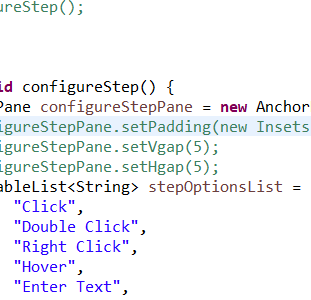 ureStep();
id configureStep() {
Pane configureStepPane = new Anchor
igureStepPane.setPadding(new Insets
igureStepPane.setVgap(5);
igureStepPane.setHgap(5);
ableList<String> stepOptionsList =
"Click",
"Double Click",
"Right Click",
"Hover",
"Enter Text",